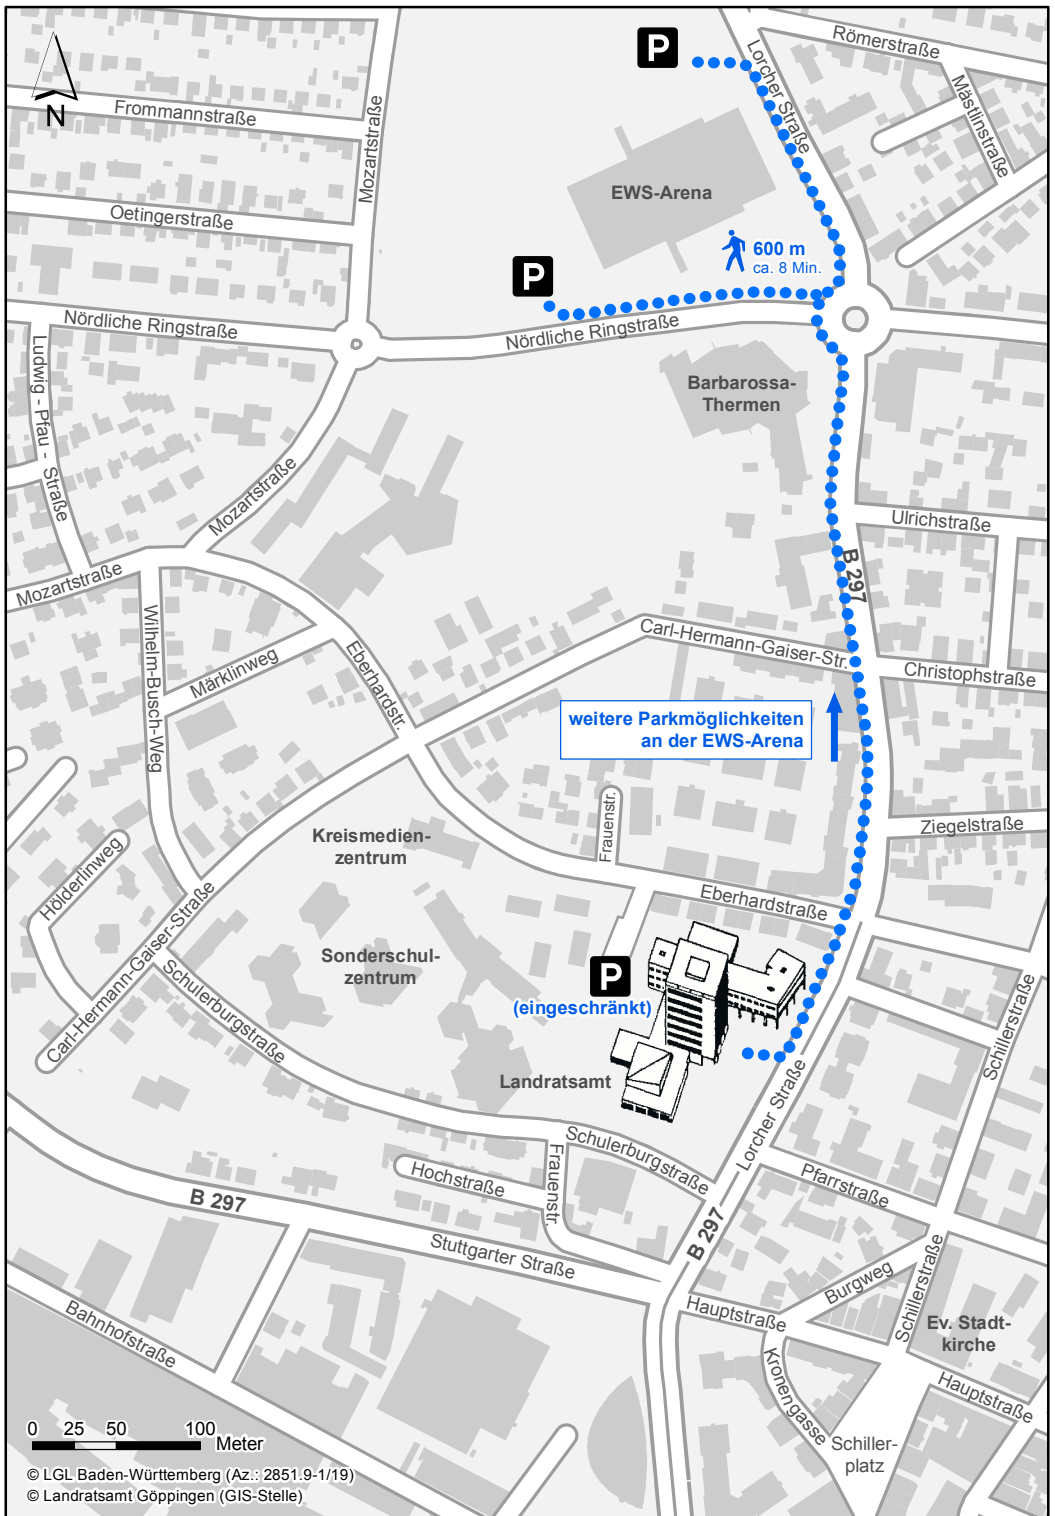 P
Römerstraße
Lorcher Straße
Mästlinstraße
N
Frommannstraße
Mozartstraße
EWS-Arena
Oetingerstraße
600 m
ca. 8 Min.
P
Nördliche Ringstraße
Nördliche Ringstraße
Ludwig - Pfau - Straße
Barbarossa-
Thermen
Mozartstraße
Ulrichstraße
B 297
Mozartstraße
Wilhelm-Busch-Weg
Carl-Hermann-Gaiser-Str.
Märklinweg
Eberhardstr.
Christophstraße
weitere Parkmöglichkeiten
an der EWS-Arena
Frauenstr.
Ziegelstraße
Kreismedien-
zentrum
Hölderlinweg
Eberhardstraße
Carl-Hermann-Gaiser-Straße
Sonderschul-
zentrum
P
(eingeschränkt)
Schulerburgstraße
Schillerstraße
Landratsamt
Lorcher Straße
Schulerburgstraße
Frauenstr.
Hochstraße
Pfarrstraße
B 297
B 297
Stuttgarter Straße
Burgweg
Schillerstraße
Bahnhofstraße
Hauptstraße
Ev. Stadt-
kirche
Kronengasse
Hauptstraße
Schiller-
platz
0 25 50 100
Meter
© LGL Baden-Württemberg (Az.: 2851.9-1/19)
© Landratsamt Göppingen (GIS-Stelle)